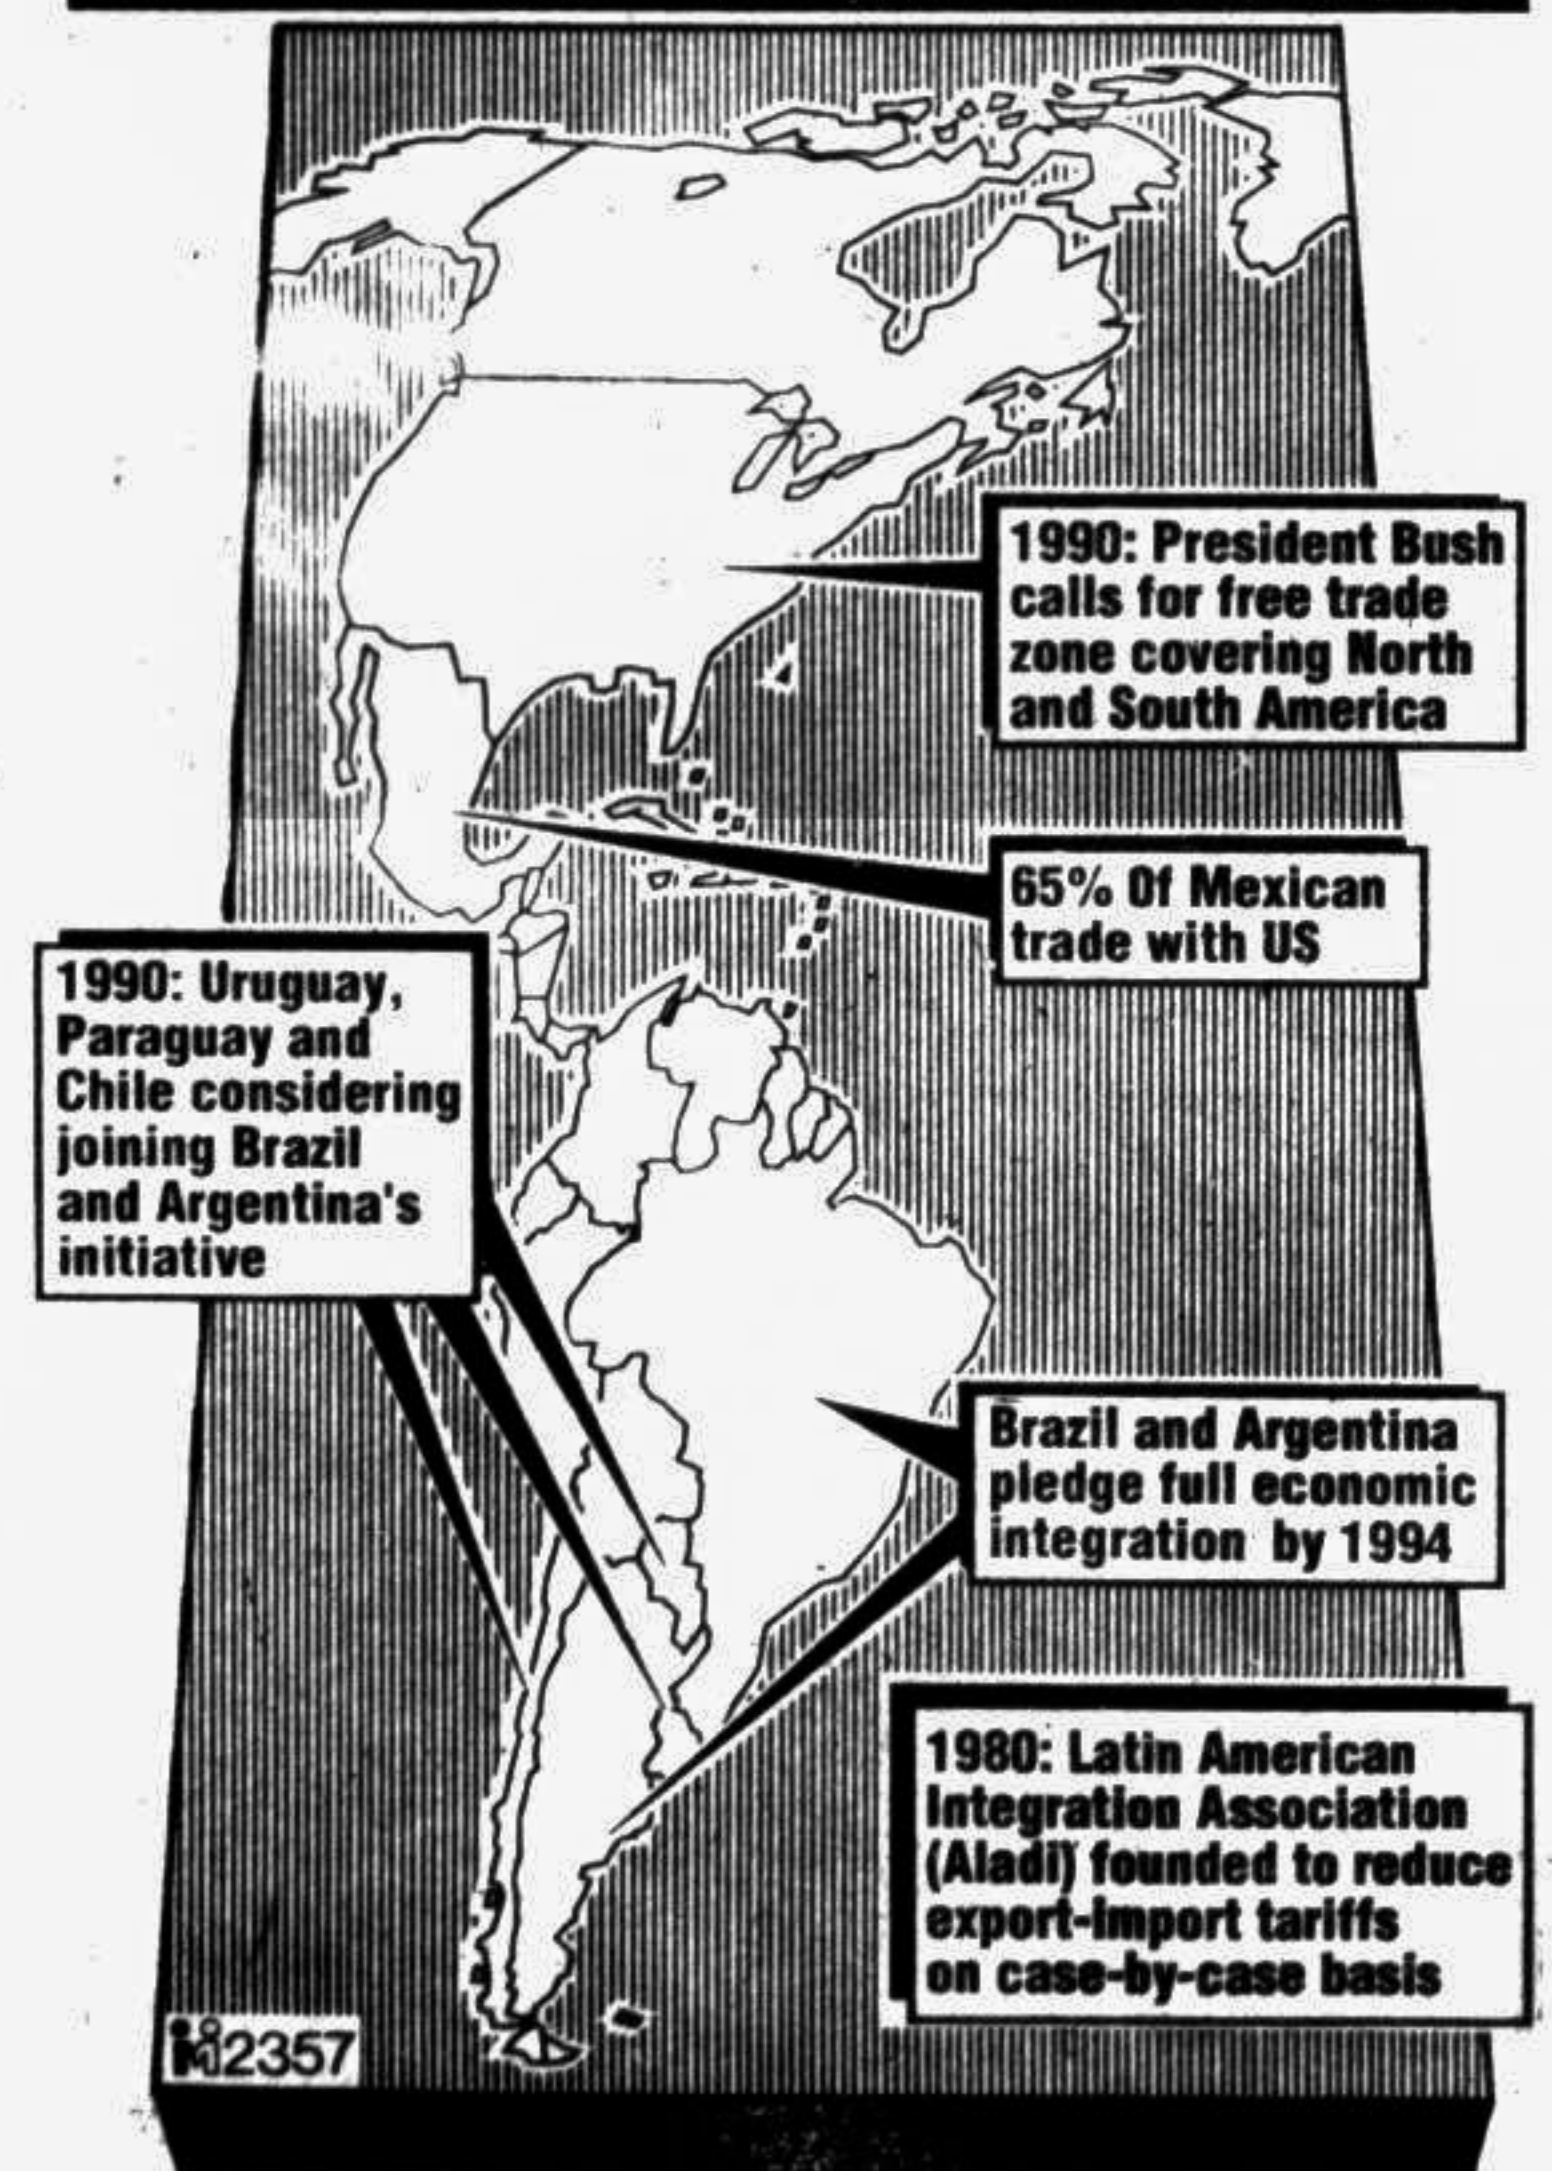 1990: President Bush
calls for free trade
zone covering North
and South America
65% Of Mexican
trade with US
1990: Uruguay,
Paraguay and
Chile considering
joining Brazil
and Argentina's
initiative
Brazil and Argentina
pledge full economic
integration by 1994
1980: Latin American
Integration Association
(Aladi) founded to reduce
export-import tariffs
on case-by-case basis
2357